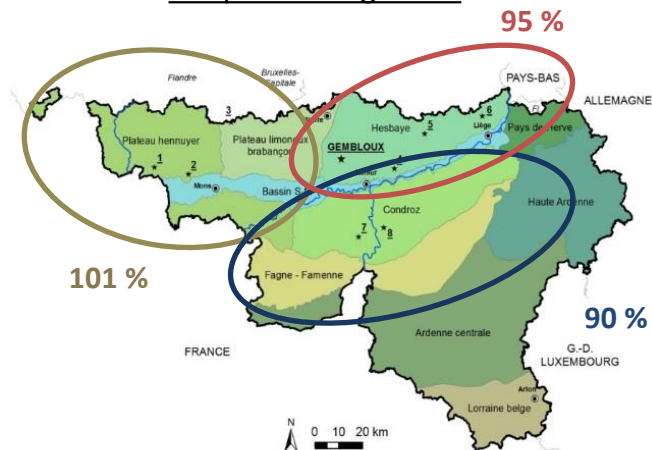 95 %
Flandre
Bruxelles-
Capitale
PAYS-BAS
ALLEMAGNE
3
6
5
Hesbaye
Liège
Pays de Herve
Plateau hennuyer
Plateau limoneux
brabançon
GEMBLOUX
1
2
4
Mons
Bassin S
Condroz
Haute Ardenne
7
8
101 %
Fagne - Famenne
90 %
FRANCE
Ardenne centrale
G.-D.
LUXEMBOURG
Arlon
Lorraine belge
N
0 10 20 km